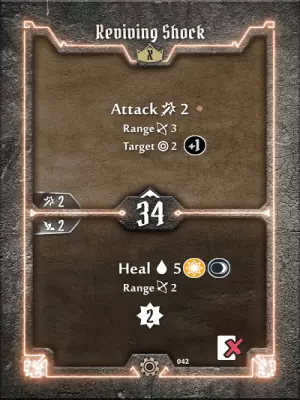 Reviving Shock
X
Attack 2
Range 3
Target 2 +1
2
34
2
Heal 5
Range 2
2
042